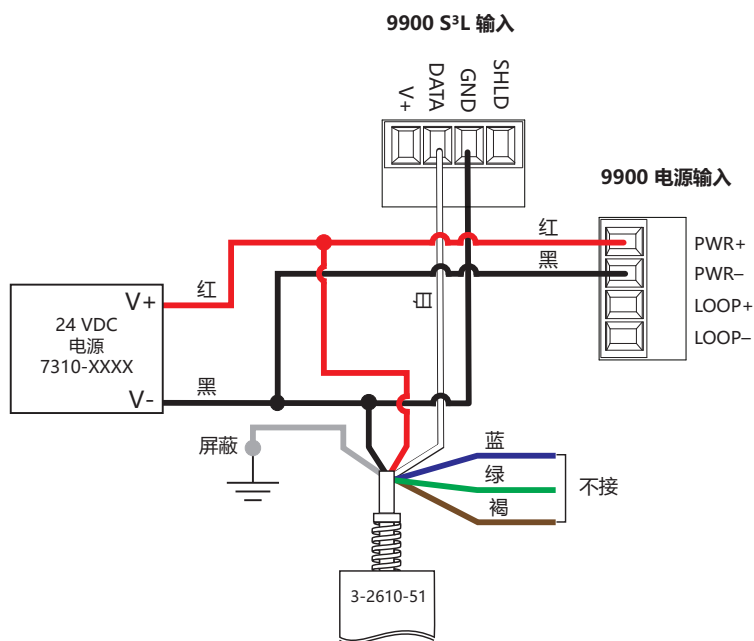 9900 S³L 输入
V+
DATA
GND
SHLD
9900 电源输入
红
PWR+
黑
PWR–
LOOP+
LOOP–
V+
红
24 VDC
电源
7310-XXXX
白
V-
黑
屏蔽
蓝
绿
不接
褐
3-2610-51